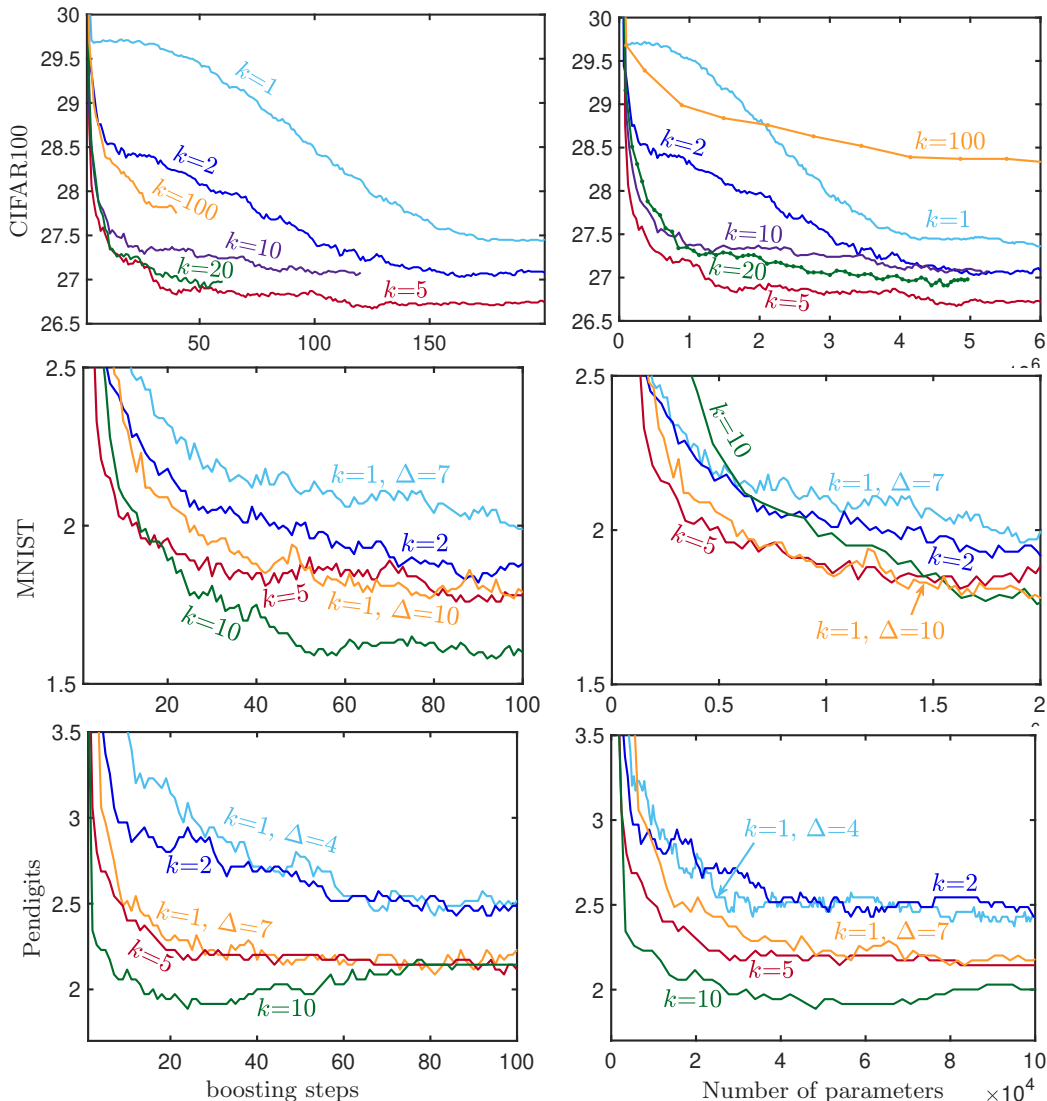 30
29.5
29
28.5
28
27.5
27
26.5
CIFAR100
k=1
k=2
k=100
k=10
k=20
k=5
50
100
150
30
29.5
29
28.5
28
27.5
27
26.5
k=100
k=2
k=1
k=10
k=20
k=5
0
1
2
3
4
5
6
2.5
2
1.5
MNIST
k=1, Δ=7
k=2
k=5
k=1, Δ=10
k=10
20
40
60
80
100
2.5
2
1.5
k=10
k=1, Δ=7
k=5
k=2
k=1, Δ=10
0
0.5
1
1.5
2
3.5
3
2.5
2
Pendigits
k=1, Δ=4
k=2
k=1, Δ=7
k=5
k=10
20
40
60
80
100
boosting steps
3.5
3
2.5
2
k=1, Δ=4
k=2
k=1, Δ=7
k=5
k=10
0
2
4
6
8
10
Number of parameters
×10⁴